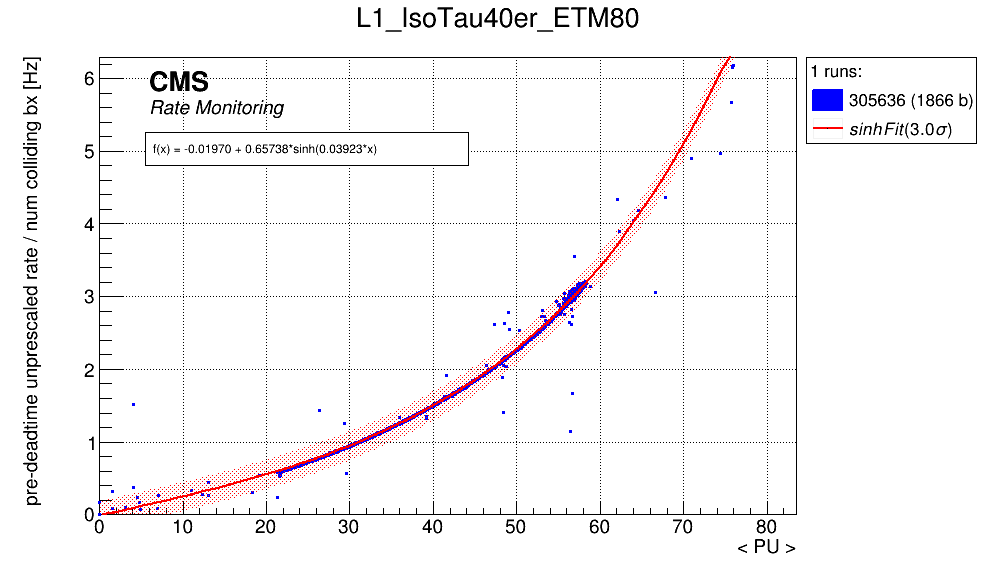 L1_IsoTau40er_ETM80
pre-deadtime unprescaled rate / num colliding bx [Hz]
CMS
Rate Monitoring
f(x) = -0.01970 + 0.65738*sinh(0.03923*x)
6
5
4
3
2
1
0
0 10 20 30 40 50 60 70 80
< PU >
1 runs:
305636 (1866 b)
sinhFit(3.0σ)